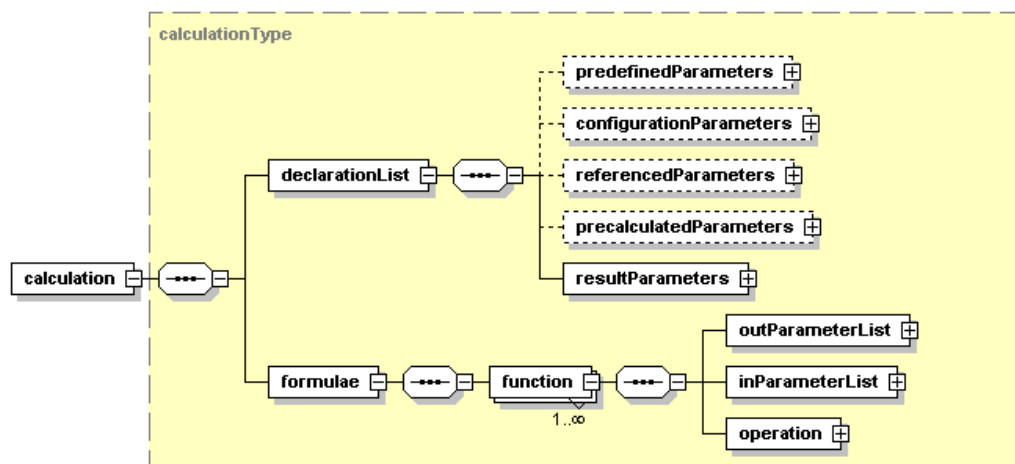 calculationType
predefinedParameters
configurationParameters
declarationList
referencedParameters
precalculatedParameters
calculation
resultParameters
outParameterList
formulae
function
inParameterList
1..∞
operation